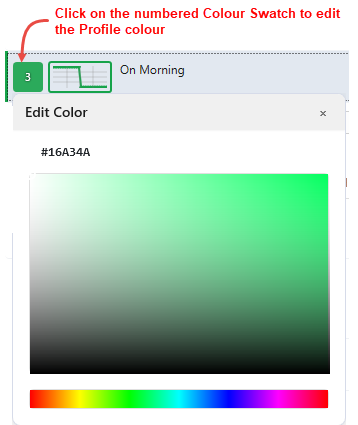 Click on the numbered Colour Swatch to edit
the Profile colour
3
On Morning
Edit Color
×
#16A34A